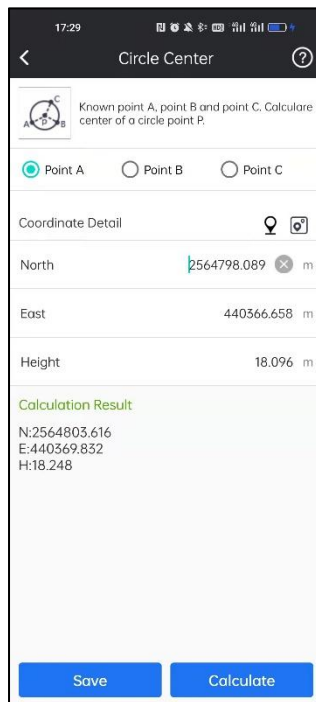 17:29
Circle Center
Known point A, point B and point C. Calculare
center of a circle point P.
A P B C
Point A Point B Point C
Coordinate Detail
North 2564798.089 m
East 440366.658 m
Height 18.096 m
Calculation Result
N:2564803.616
E:440369.832
H:18.248
Save Calculate